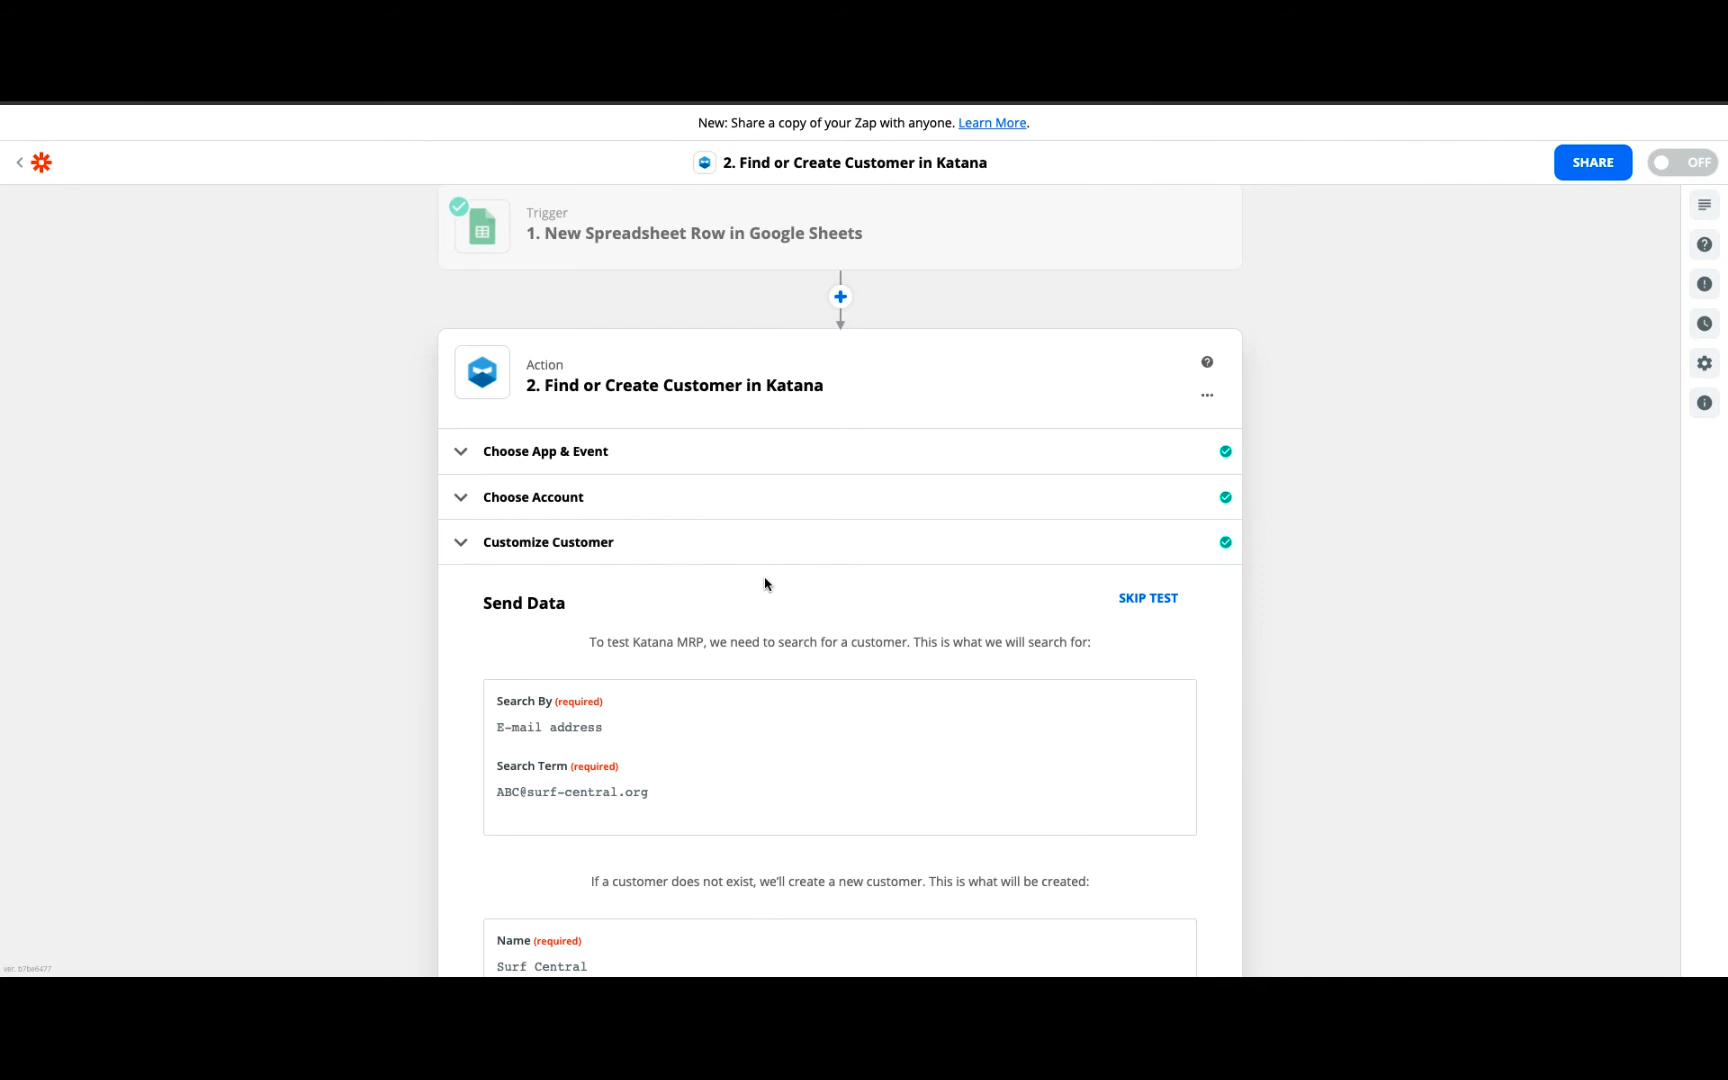 New: Share a copy of your Zap with anyone. Learn More.
2. Find or Create Customer in Katana
SHARE
OFF
Trigger
1. New Spreadsheet Row in Google Sheets
Action
2. Find or Create Customer in Katana
Choose App & Event
Choose Account
Customize Customer
Send Data
SKIP TEST
To test Katana MRP, we need to search for a customer. This is what we will search for:
Search By (required)
E-mail address
Search Term (required)
ABC@surf-central.org
If a customer does not exist, we'll create a new customer. This is what will be created:
Name (required)
Surf Central
ver. b7be6477